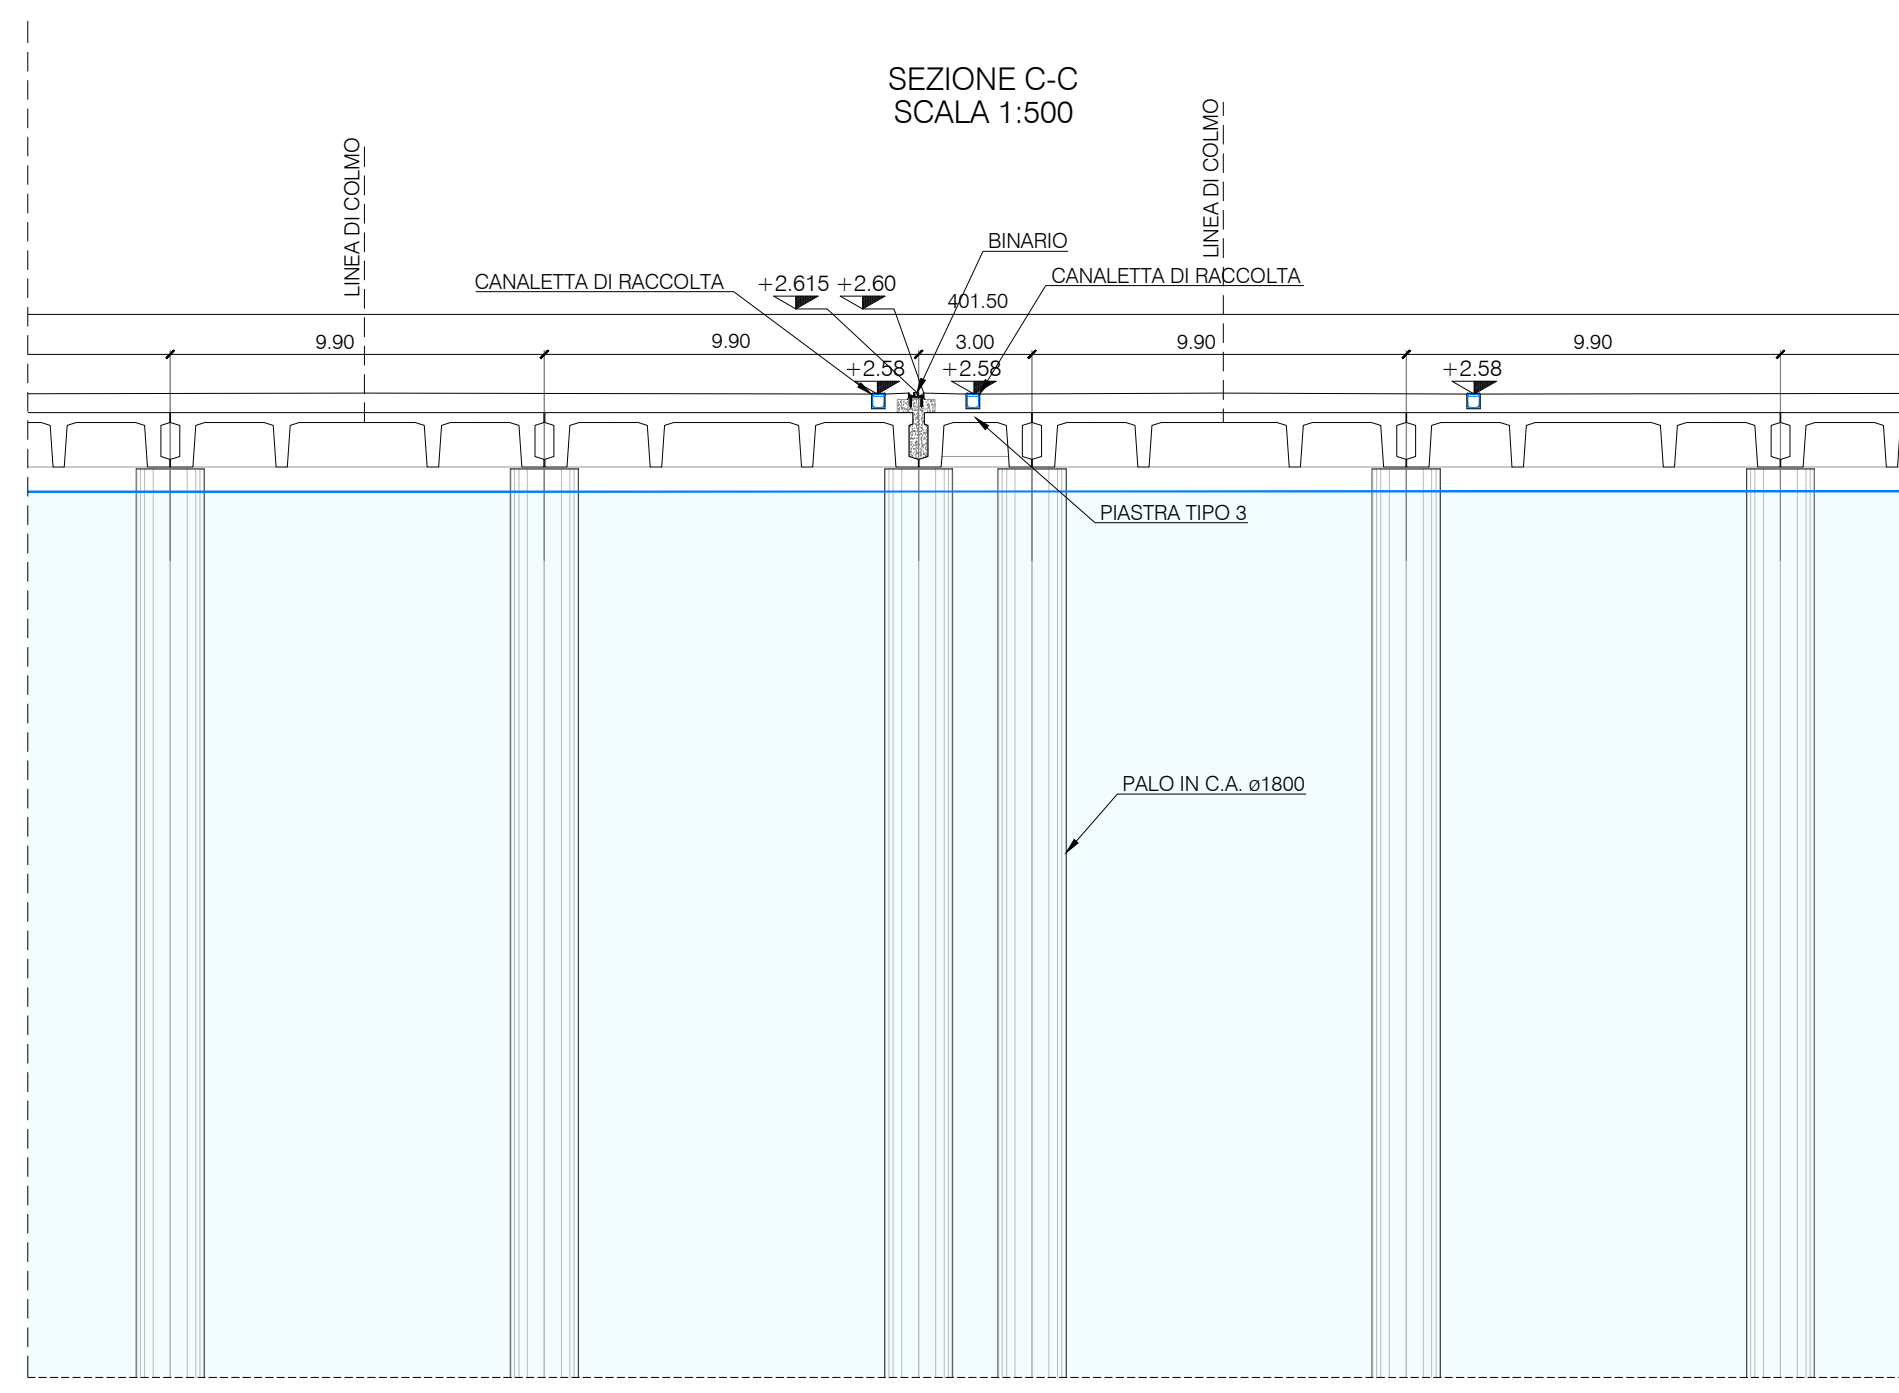 SEZIONE C-C
SCALA 1:500
LINEA DI COLMO
LINEA DI COLMO
BINARIO
CANALETTA DI RACCOLTA
+2.615
+2.60
CANALETTA DI RACCOLTA
401.50
9.90
9.90
3.00
9.90
9.90
+2.58
+2.58
+2.58
PIASTRA TIPO 3
PALO IN C.A. ø1800